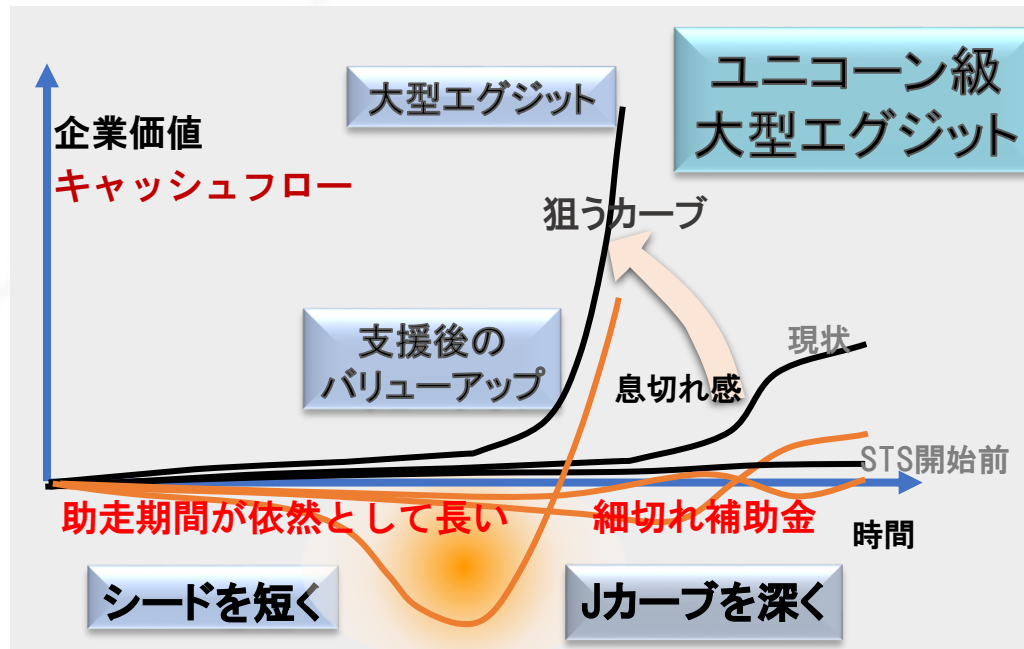 ユニコーン級
大型エグジット
大型エグジット
企業価値
キャッシュフロー
狙うカーブ
支援後の
バリューアップ
現状
息切れ感
STS開始前
助走期間が依然として長い
細切れ補助金
時間
シードを短く
Jカーブを深く